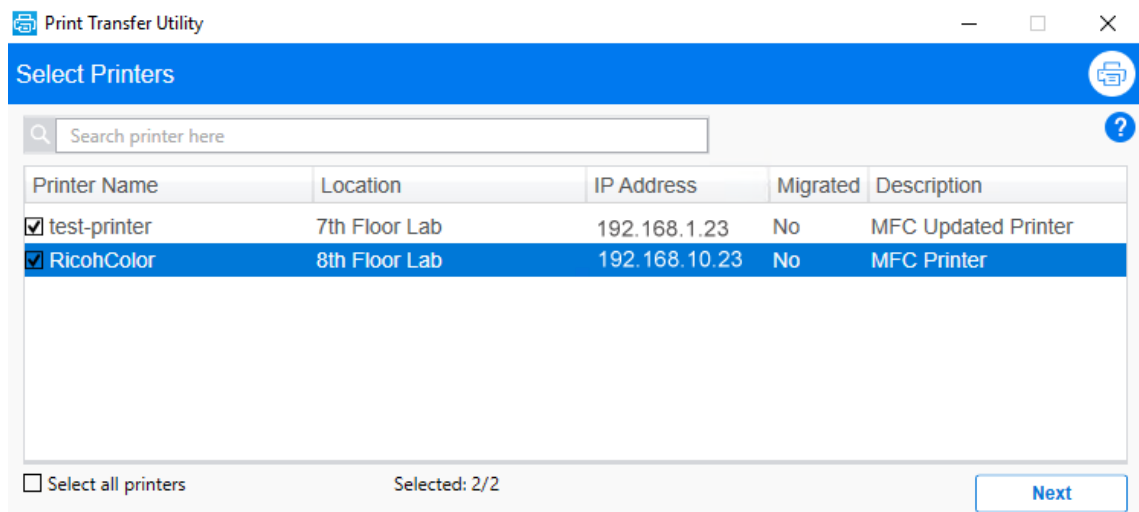 Print Transfer Utility
Select Printers
Search printer here
?
Printer Name Location IP Address Migrated Description
test-printer 7th Floor Lab 192.168.1.23 No MFC Updated Printer
RicohColor 8th Floor Lab 192.168.10.23 No MFC Printer
Select all printers Selected: 2/2 Next